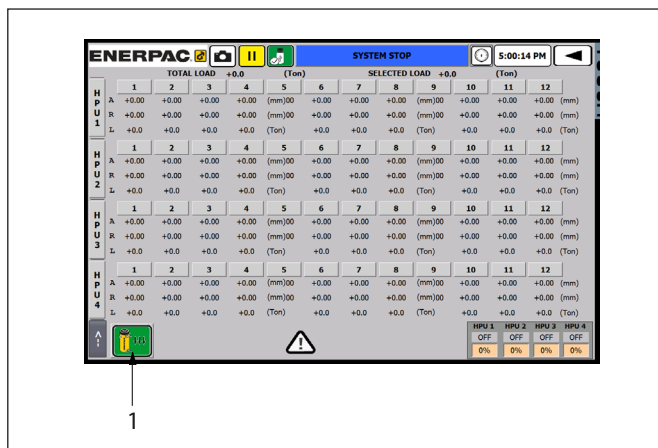 ENERPAC SYSTEM STOP 5:00:14 PM
TOTAL LOAD +0.0 (Ton) SELECTED LOAD +0.0 (Ton)
HPU1
1 2 3 4 5 6 7 8 9 10 11 12
A +0.00 +0.00 +0.00 +0.00 (mm)00 +0.00 +0.00 +0.00 (mm)00 +0.00 +0.00 +0.00 (mm)
R +0.00 +0.00 +0.00 +0.00 (mm)00 +0.00 +0.00 +0.00 (mm)00 +0.00 +0.00 +0.00 (mm)
L +0.0 +0.0 +0.0 +0.0 (Ton) +0.0 +0.0 +0.0 (Ton) +0.0 +0.0 +0.0 (Ton)
HPU2
1 2 3 4 5 6 7 8 9 10 11 12
A +0.00 +0.00 +0.00 +0.00 (mm)00 +0.00 +0.00 +0.00 (mm)00 +0.00 +0.00 +0.00 (mm)
R +0.00 +0.00 +0.00 +0.00 (mm)00 +0.00 +0.00 +0.00 (mm)00 +0.00 +0.00 +0.00 (mm)
L +0.0 +0.0 +0.0 +0.0 (Ton) +0.0 +0.0 +0.0 (Ton) +0.0 +0.0 +0.0 (Ton)
HPU3
1 2 3 4 5 6 7 8 9 10 11 12
A +0.00 +0.00 +0.00 +0.00 (mm)00 +0.00 +0.00 +0.00 (mm)00 +0.00 +0.00 +0.00 (mm)
R +0.00 +0.00 +0.00 +0.00 (mm)00 +0.00 +0.00 +0.00 (mm)00 +0.00 +0.00 +0.00 (mm)
L +0.0 +0.0 +0.0 +0.0 (Ton) +0.0 +0.0 +0.0 (Ton) +0.0 +0.0 +0.0 (Ton)
HPU4
1 2 3 4 5 6 7 8 9 10 11 12
A +0.00 +0.00 +0.00 +0.00 (mm)00 +0.00 +0.00 +0.00 (mm)00 +0.00 +0.00 +0.00 (mm)
R +0.00 +0.00 +0.00 +0.00 (mm)00 +0.00 +0.00 +0.00 (mm)00 +0.00 +0.00 +0.00 (mm)
L +0.0 +0.0 +0.0 +0.0 (Ton) +0.0 +0.0 +0.0 (Ton) +0.0 +0.0 +0.0 (Ton)
HPU 1 HPU 2 HPU 3 HPU 4
OFF OFF OFF OFF
0% 0% 0% 0%
1